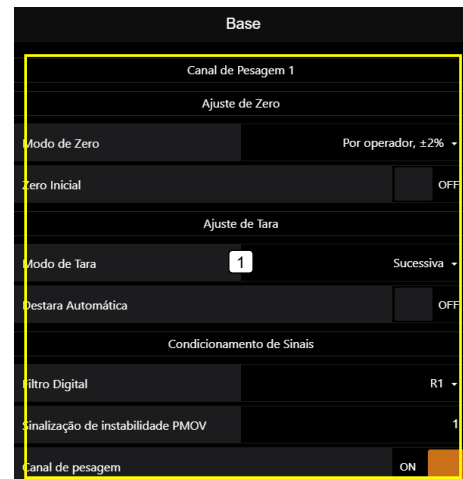 Base
Canal de Pesagem 1
Ajuste de Zero
Modo de Zero Por operador, ±2%
Zero Inicial OFF
Ajuste de Tara
Modo de Tara 1 Sucessiva
Destara Automática OFF
Condicionamento de Sinais
Filtro Digital R1
Sinalização de instabilidade PMOV 1
Canal de pesagem ON